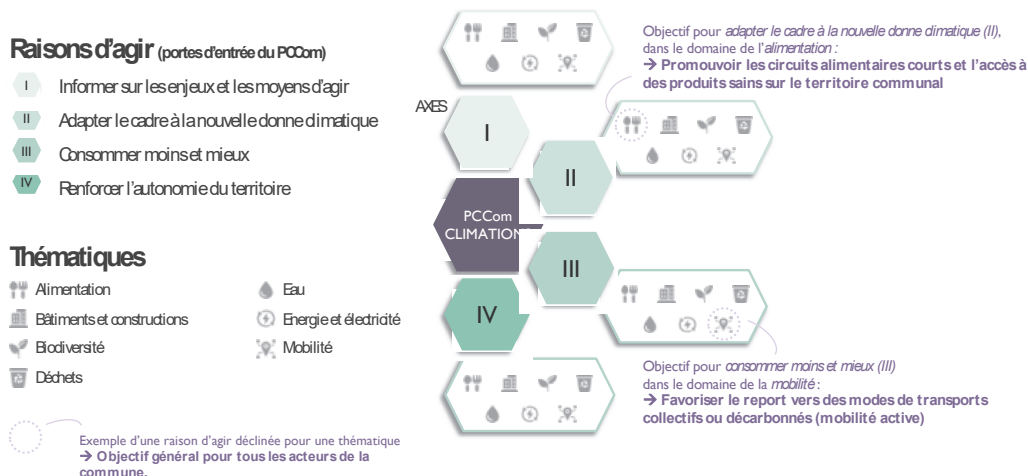 Raisons d'agir (portes d'entrée du PCCom)
I Informer sur les enjeux et les moyens d'agir
II Adapter le cadre à la nouvelle donne climatique
III Consommer moins et mieux
IV Renforcer l'autonomie du territoire
Thématiques
Alimentation
Bâtiments et constructions
Biodiversité
Déchets
Eau
Energie et électricité
Mobilité
Exemple d'une raison d'agir déclinée pour une thématique
→ Objectif général pour tous les acteurs de la
commune.
AXES
I
II
PCCom
CLIMATION
III
IV
Objectif pour adapter le cadre à la nouvelle donne climatique (II),
dans le domaine de l'alimentation :
→ Promouvoir les circuits alimentaires courts et l'accès à
des produits sains sur le territoire communal
Objectif pour consommer moins et mieux (III)
dans le domaine de la mobilité :
→ Favoriser le report vers des modes de transports
collectifs ou décarbonnés (mobilité active)